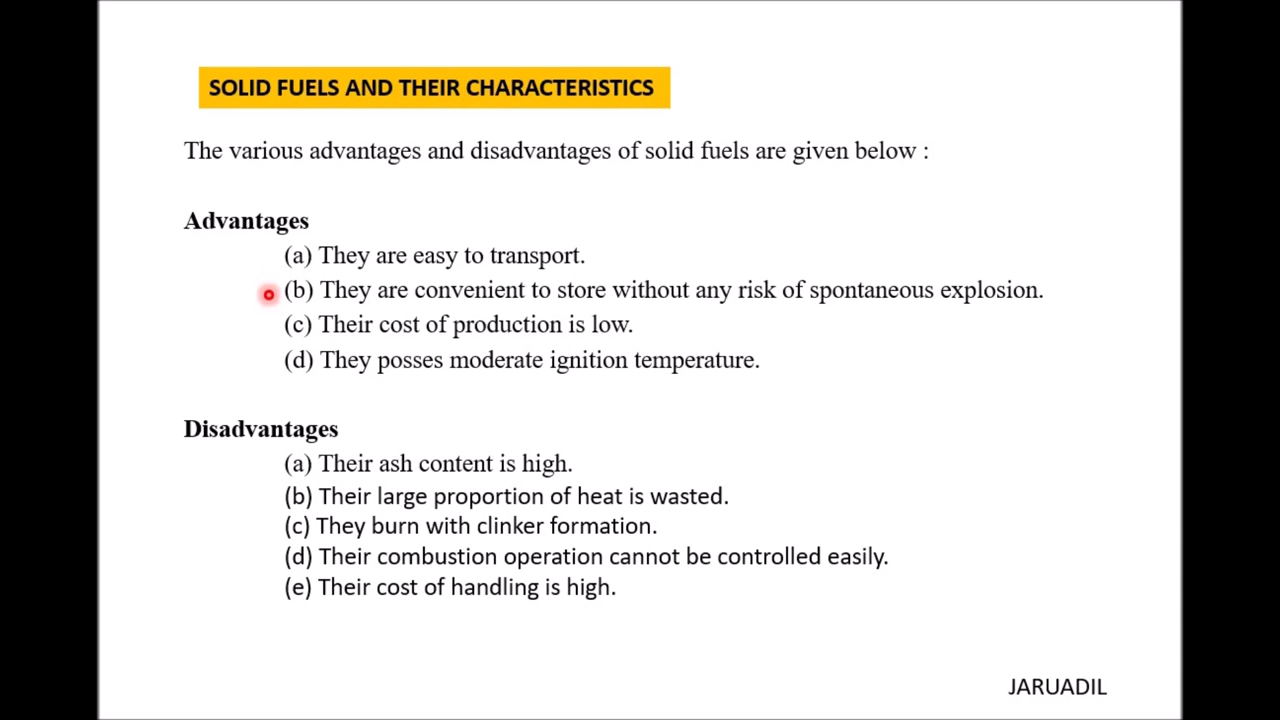 SOLID FUELS AND THEIR CHARACTERISTICS
The various advantages and disadvantages of solid fuels are given below :
Advantages
(a) They are easy to transport.
(b) They are convenient to store without any risk of spontaneous explosion.
(c) Their cost of production is low.
(d) They posses moderate ignition temperature.
Disadvantages
(a) Their ash content is high.
(b) Their large proportion of heat is wasted.
(c) They burn with clinker formation.
(d) Their combustion operation cannot be controlled easily.
(e) Their cost of handling is high.
JARUADIL